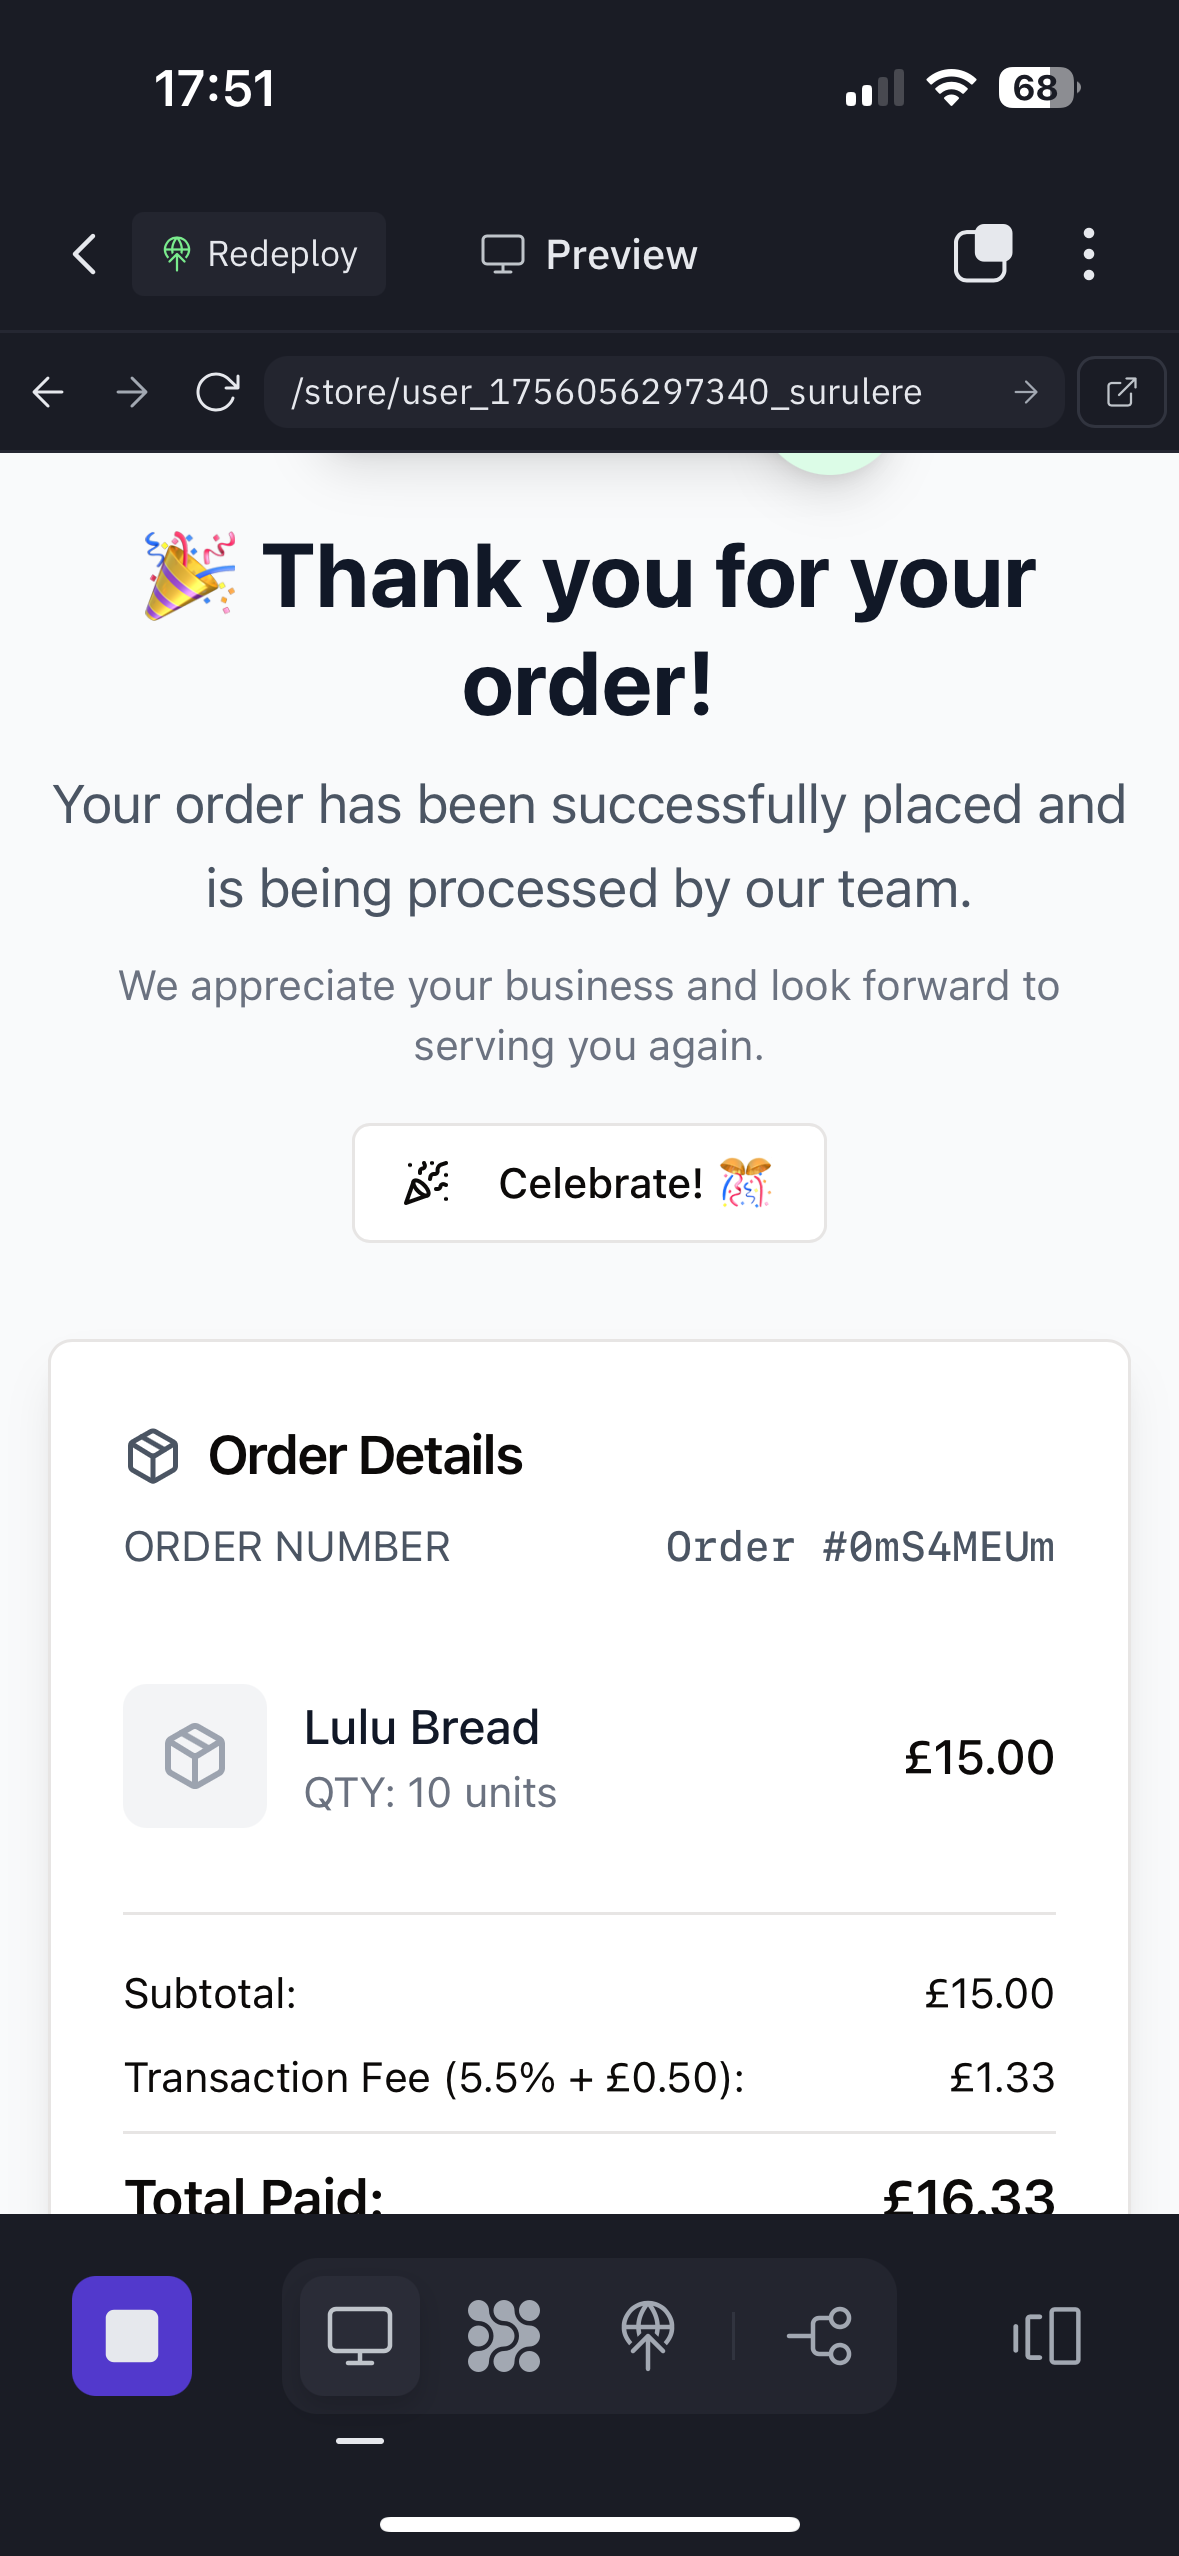 17:51
68
Redeploy
Preview
/store/user_1756056297340_surulere
🎉 Thank you for your
order!
Your order has been successfully placed and
is being processed by our team.
We appreciate your business and look forward to
serving you again.
Celebrate! 🎊
Order Details
ORDER NUMBER Order #0mS4MEUm
Lulu Bread
QTY: 10 units
£15.00
Subtotal: £15.00
Transaction Fee (5.5% + £0.50): £1.33
Total Paid: £16.33